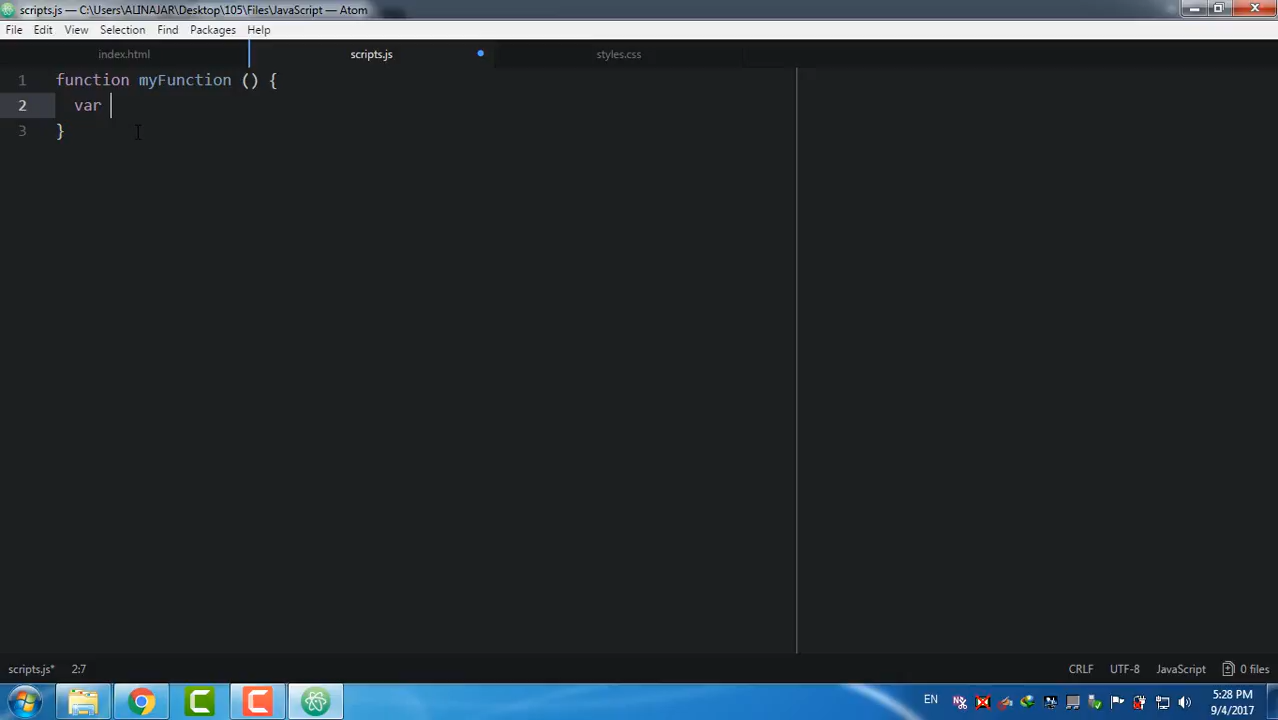 scripts.js — C:\Users\ALINAJAR\Desktop\105\Files\JavaScript — Atom
File Edit View Selection Find Packages Help
index.html scripts.js styles.css
1 function myFunction () {
2 var
3 }
scripts.js* 2:7 CRLF UTF-8 JavaScript 0 files
EN 5:28 PM
9/4/2017